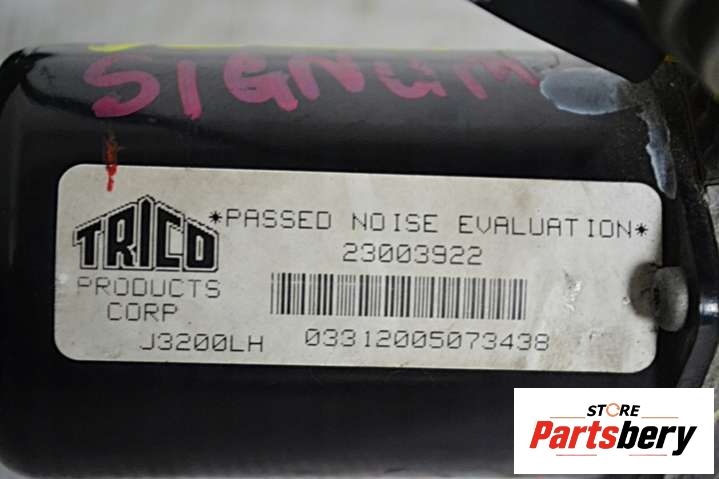 SIGNUM
TRICO
PRODUCTS
CORP
*PASSED NOISE EVALUATION*
23003922
J3200LH 03312005073438
STORE
Partsbery